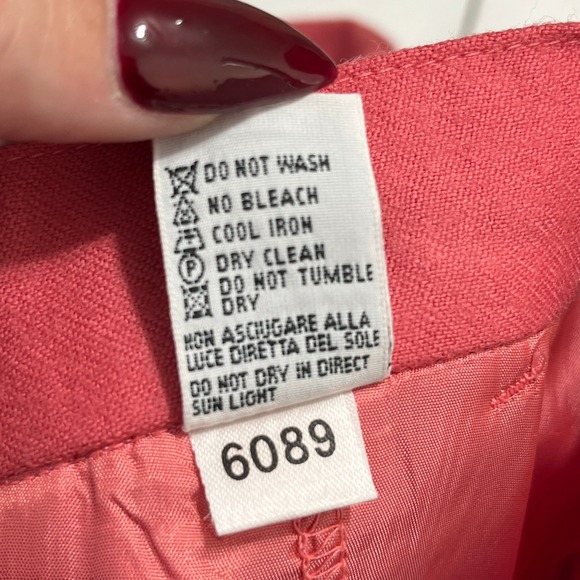 DO NOT WASH
NO BLEACH
COOL IRON
P DRY CLEAN
DO NOT TUMBLE
DRY
NON ASCIUGARE ALLA
LUCE DIRETTA DEL SOLE
DO NOT DRY IN DIRECT
SUN LIGHT
6089